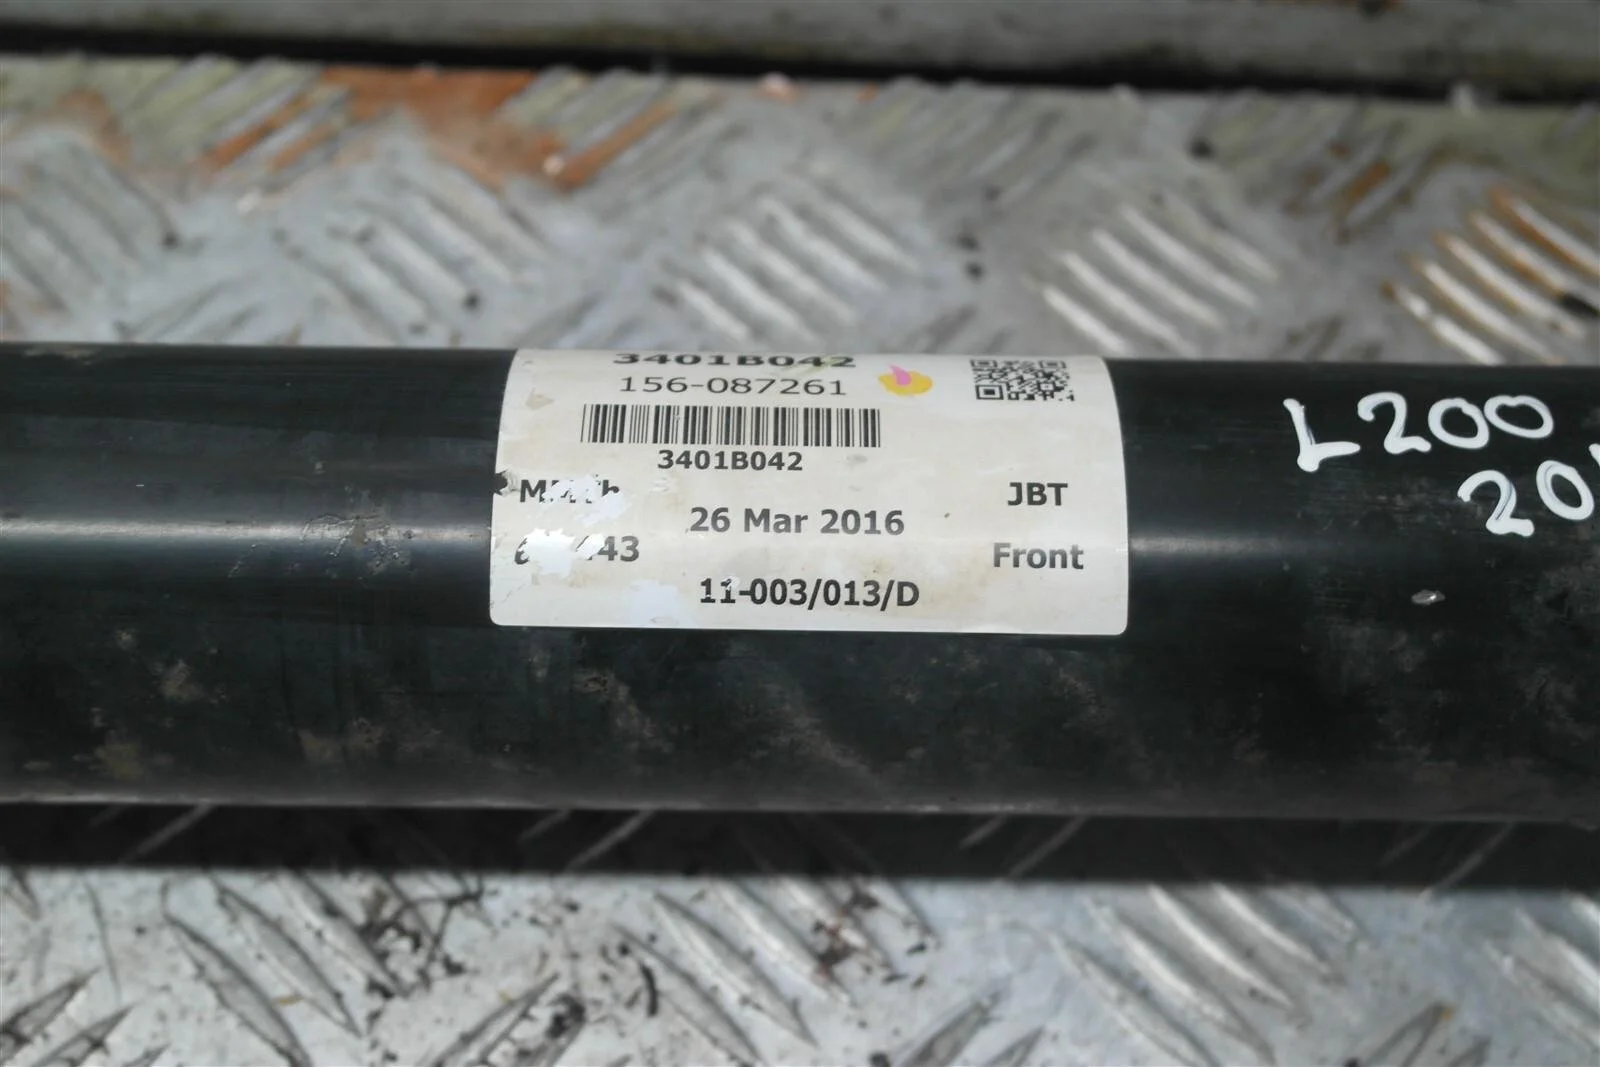 3401B042
156-087261
3401B042
JBT
26 Mar 2016
Front
11-003/013/D
L200